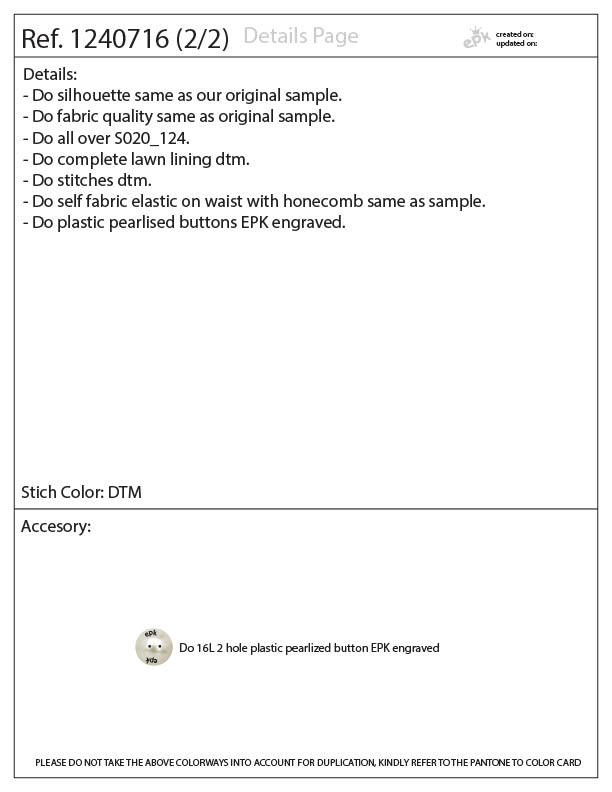 Ref. 1240716 (2/2) Details Page
epk
created on:
updated on:
Details:
- Do silhouette same as our original sample.
- Do fabric quality same as original sample.
- Do all over S020_124.
- Do complete lawn lining dtm.
- Do stitches dtm.
- Do self fabric elastic on waist with honecomb same as sample.
- Do plastic pearlised buttons EPK engraved.
Stich Color: DTM
Accesory:
epk
Do 16L 2 hole plastic pearlized button EPK engraved
epk
PLEASE DO NOT TAKE THE ABOVE COLORWAYS INTO ACCOUNT FOR DUPLICATION, KINDLY REFER TO THE PANTONE TO COLOR CARD